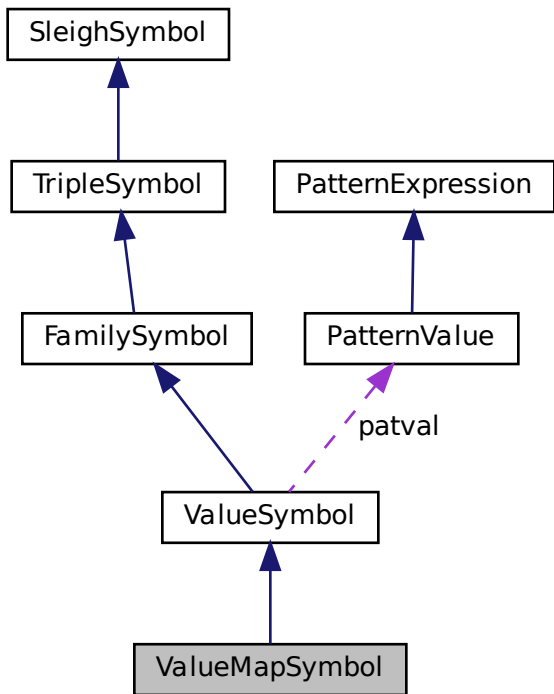 SleighSymbol
TripleSymbol
PatternExpression
FamilySymbol
PatternValue
patval
ValueSymbol
ValueMapSymbol